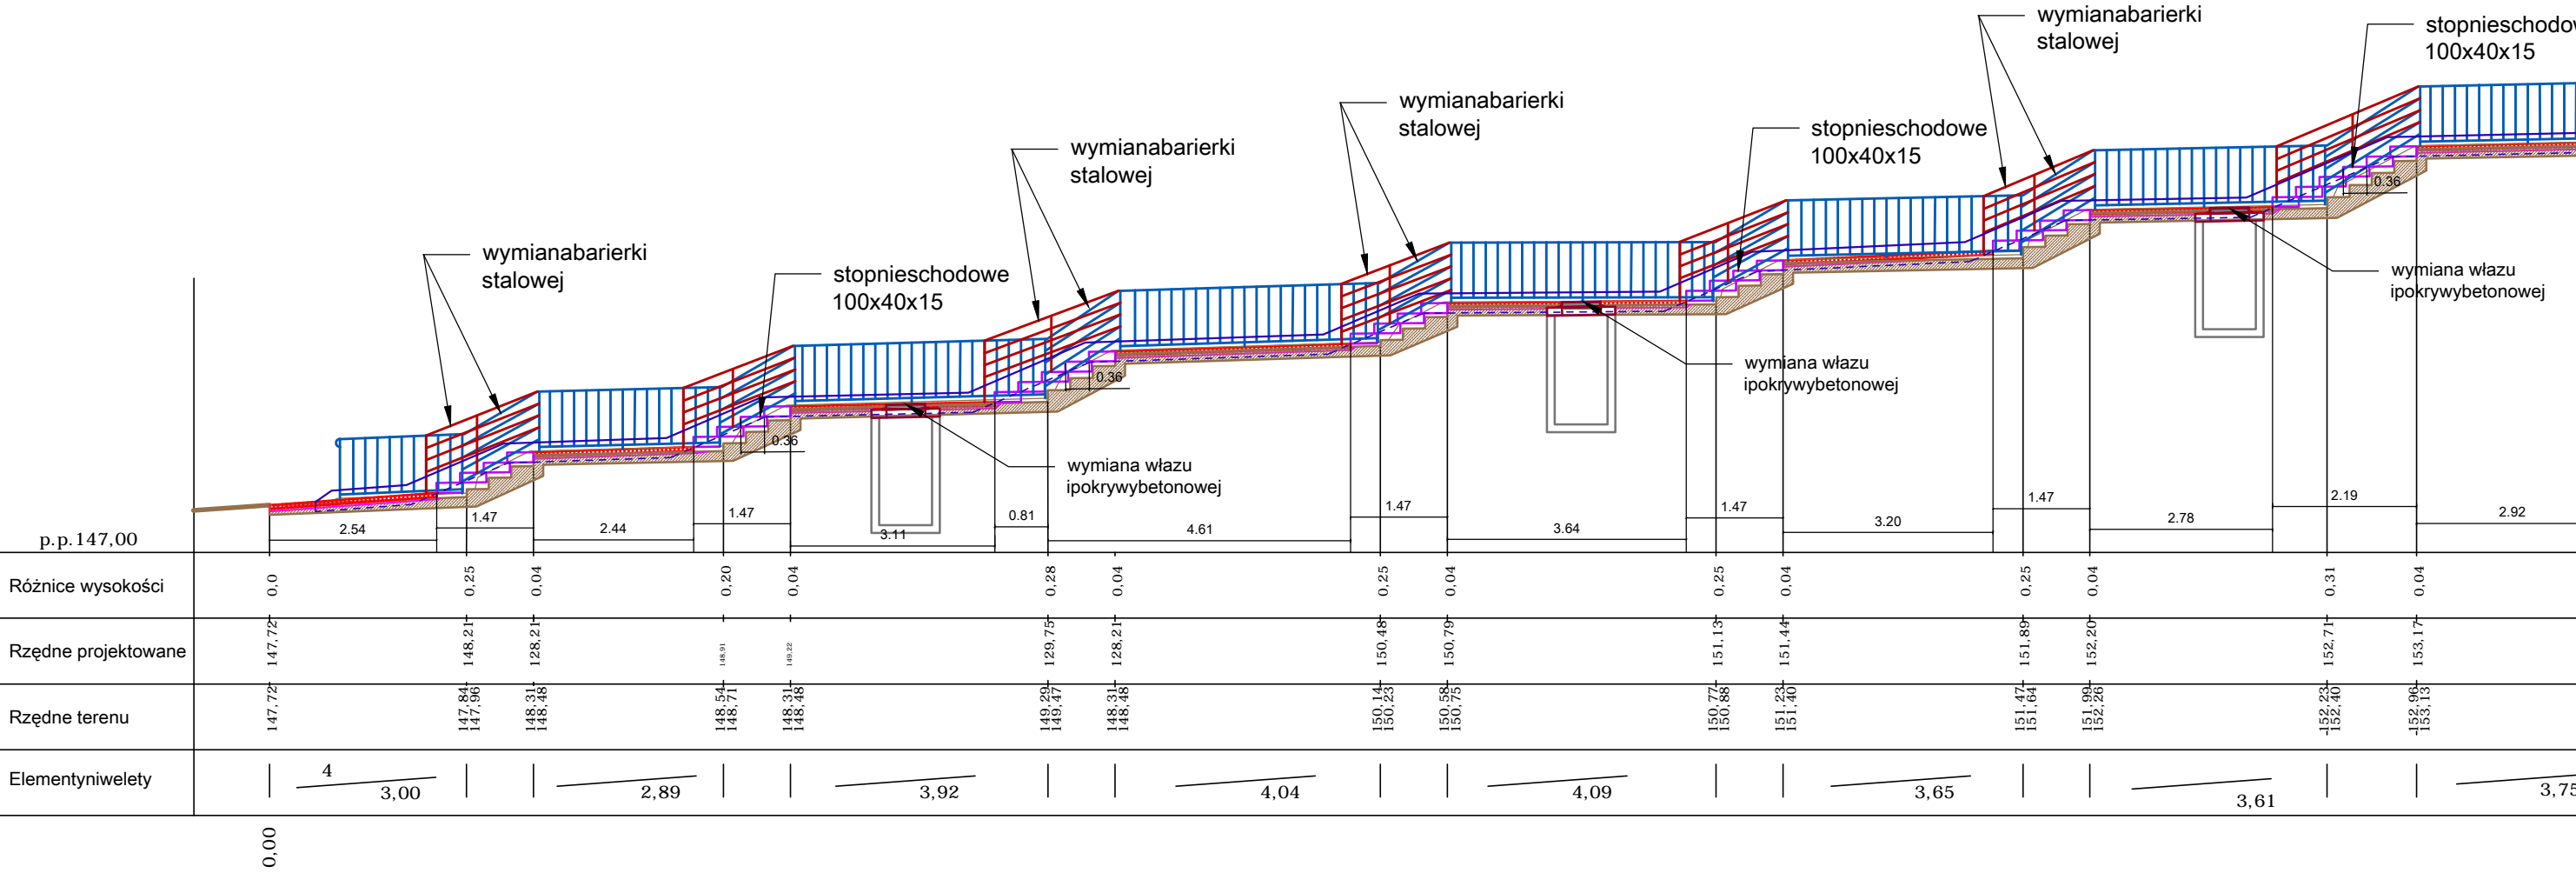 wymianabarierki
stalowej
stopnieschodowe
100x40x15
wymianabarierki
stalowej
wymianabarierki
stalowej
stopnieschodowe
100x40x15
wymianabarierki
stalowej
stopnieschodow
100x40x15
wymiana włazu
ipokrywybetonowej
wymiana włazu
ipokrywybetonowej
wymiana włazu
ipokrywybetonowej
0.36 0.36 0.36
p.p.147,00 2.54 1.47 2.44 1.47 3.11 0.81 4.61 1.47 3.64 1.47 3.20 1.47 2.78 2.19 2.92
Różnice wysokości 0,0 0,25 0,04 0,20 0,04 0,28 0,04 0,25 0,04 0,25 0,04 0,25 0,04 0,31 0,04
Rzędne projektowane 147,72 148,21 128,21 148,91 149,22 129,75 128,21 150,48 150,79 151,13 151,44 151,89 152,20 152,71 153,17
Rzędne terenu 147,72 147,84 147,96 148,31 148,48 148,54 148,71 148,31 148,48 149,29 149,47 148,31 148,48 150,14 150,23 150,58 150,75 150,77 150,88 151,23 151,40 151,47 151,64 151,99 152,26 152,23 152,40 152,96 153,13
Elementyniwelety 4 3,00 2,89 3,92 4,04 4,09 3,65 3,61 3,75
0,00